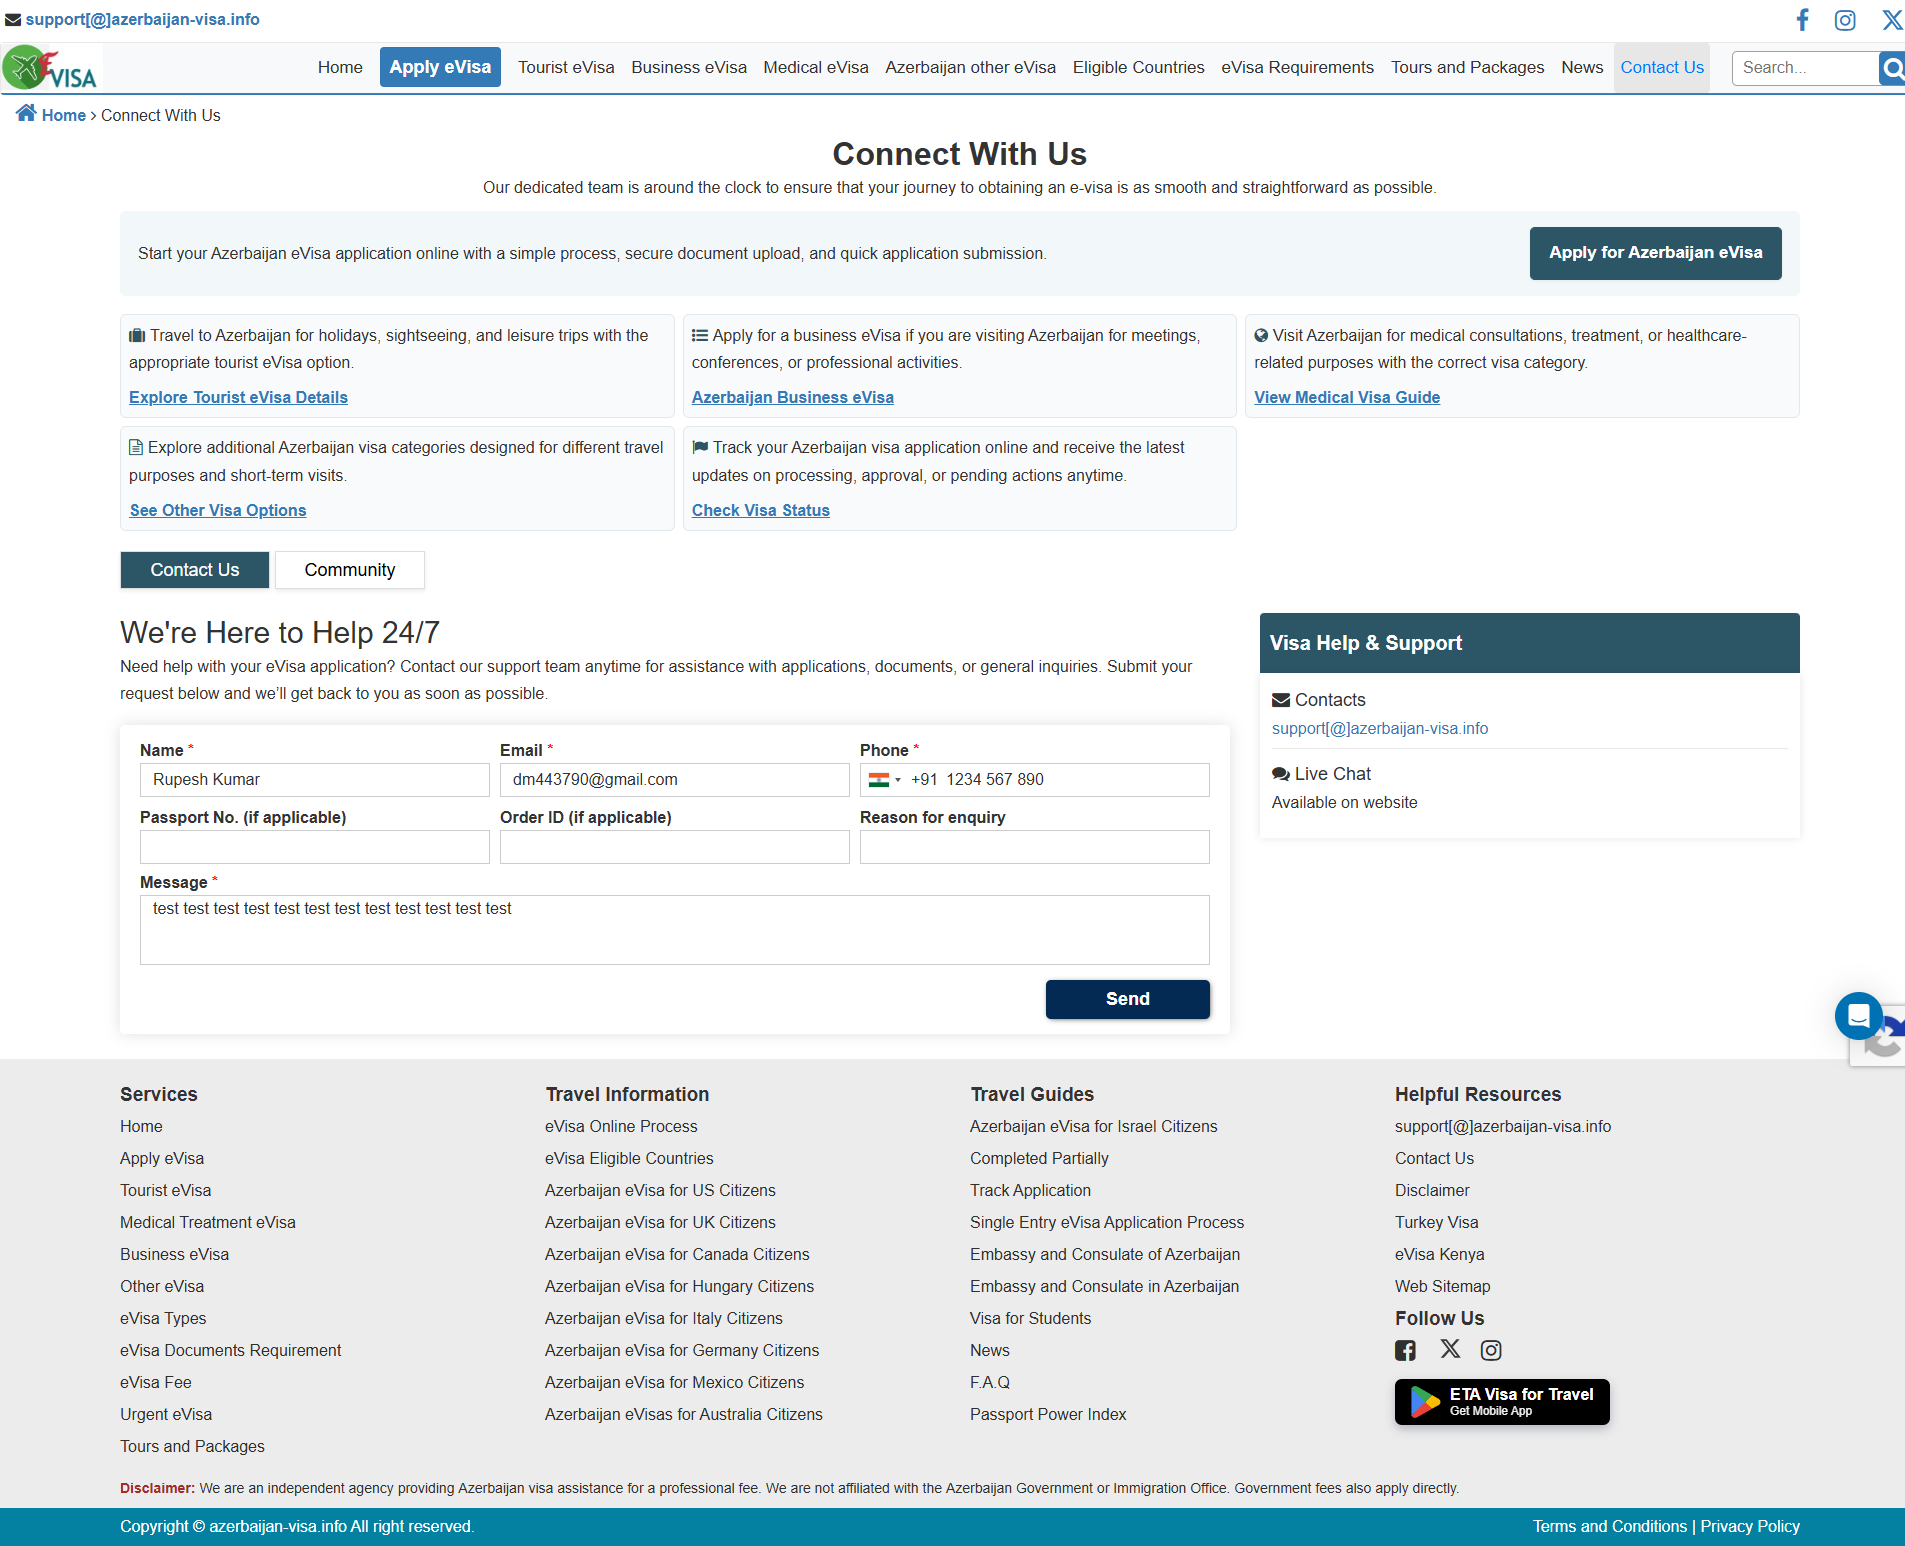 support[@]azerbaijan-visa.info
EVISA
Home Apply eVisa Tourist eVisa Business eVisa Medical eVisa Azerbaijan other eVisa Eligible Countries eVisa Requirements Tours and Packages News Contact Us Search...
Home › Connect With Us
Connect With Us
Our dedicated team is around the clock to ensure that your journey to obtaining an e-visa is as smooth and straightforward as possible.
Start your Azerbaijan eVisa application online with a simple process, secure document upload, and quick application submission.
Apply for Azerbaijan eVisa
Travel to Azerbaijan for holidays, sightseeing, and leisure trips with the
appropriate tourist eVisa option.
Explore Tourist eVisa Details
Apply for a business eVisa if you are visiting Azerbaijan for meetings,
conferences, or professional activities.
Azerbaijan Business eVisa
Visit Azerbaijan for medical consultations, treatment, or healthcare-
related purposes with the correct visa category.
View Medical Visa Guide
Explore additional Azerbaijan visa categories designed for different travel
purposes and short-term visits.
See Other Visa Options
Track your Azerbaijan visa application online and receive the latest
updates on processing, approval, or pending actions anytime.
Check Visa Status
Contact Us
Community
We're Here to Help 24/7
Need help with your eVisa application? Contact our support team anytime for assistance with applications, documents, or general inquiries. Submit your
request below and we’ll get back to you as soon as possible.
Name *
Rupesh Kumar
Email *
dm443790@gmail.com
Phone *
+91 1234 567 890
Passport No. (if applicable)
Order ID (if applicable)
Reason for enquiry
Message *
test test test test test test test test test test test test
Send
Visa Help & Support
Contacts
support[@]azerbaijan-visa.info
Live Chat
Available on website
Services
Home
Apply eVisa
Tourist eVisa
Medical Treatment eVisa
Business eVisa
Other eVisa
eVisa Types
eVisa Documents Requirement
eVisa Fee
Urgent eVisa
Tours and Packages
Travel Information
eVisa Online Process
eVisa Eligible Countries
Azerbaijan eVisa for US Citizens
Azerbaijan eVisa for UK Citizens
Azerbaijan eVisa for Canada Citizens
Azerbaijan eVisa for Hungary Citizens
Azerbaijan eVisa for Italy Citizens
Azerbaijan eVisa for Germany Citizens
Azerbaijan eVisa for Mexico Citizens
Azerbaijan eVisas for Australia Citizens
Travel Guides
Azerbaijan eVisa for Israel Citizens
Completed Partially
Track Application
Single Entry eVisa Application Process
Embassy and Consulate of Azerbaijan
Embassy and Consulate in Azerbaijan
Visa for Students
News
F.A.Q
Passport Power Index
Helpful Resources
support[@]azerbaijan-visa.info
Contact Us
Disclaimer
Turkey Visa
eVisa Kenya
Web Sitemap
Follow Us
ETA Visa for Travel
Get Mobile App
Disclaimer: We are an independent agency providing Azerbaijan visa assistance for a professional fee. We are not affiliated with the Azerbaijan Government or Immigration Office. Government fees also apply directly.
Copyright © azerbaijan-visa.info All right reserved.
Terms and Conditions | Privacy Policy